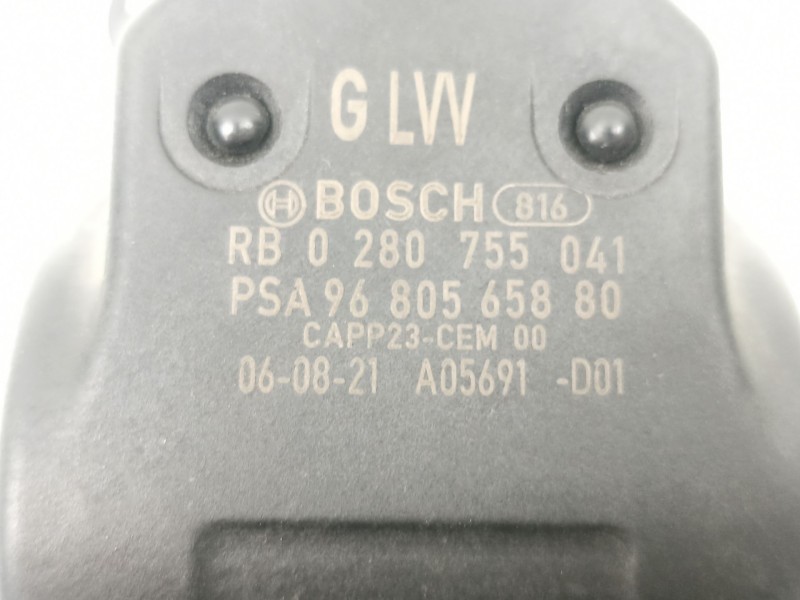 G LVV
BOSCH 816
RB 0 280 755 041
PSA 96 805 658 80
CAPP23-CEM 00
06-08-21 A05691 -D01